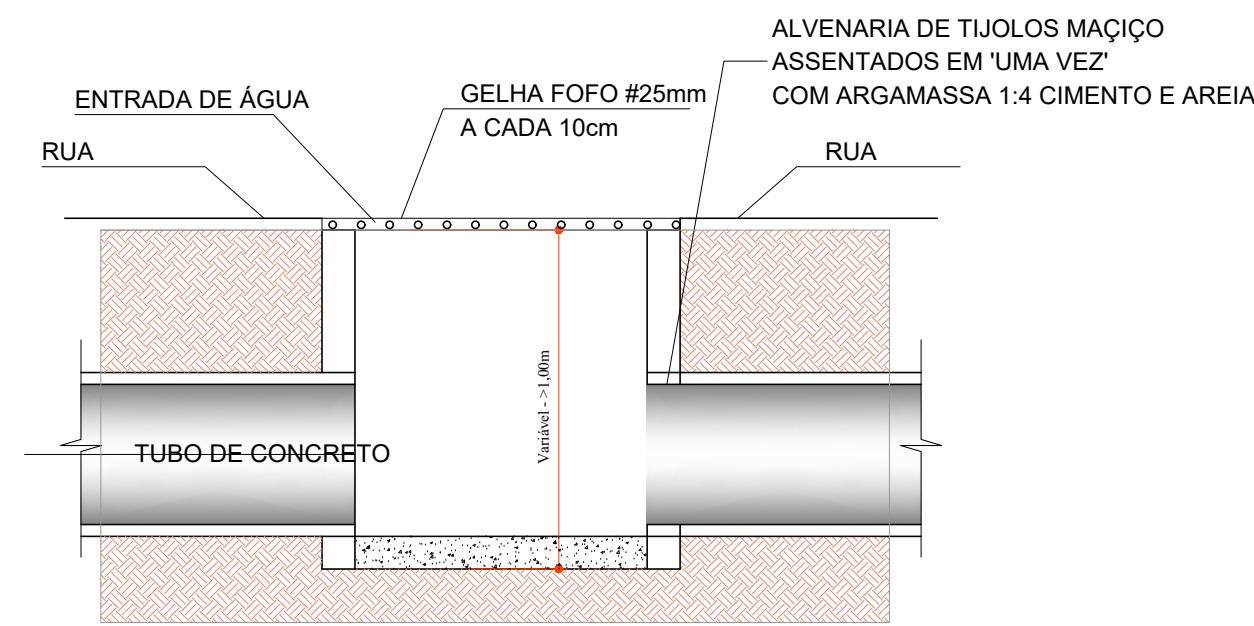 ALVENARIA DE TIJOLOS MAÇIÇO
ASSENTADOS EM 'UMA VEZ'
COM ARGAMASSA 1:4 CIMENTO E AREIA
ENTRADA DE ÁGUA
GELHA FOFO #25mm
A CADA 10cm
RUA
RUA
Variável - >1,00m
TUBO DE CONCRETO